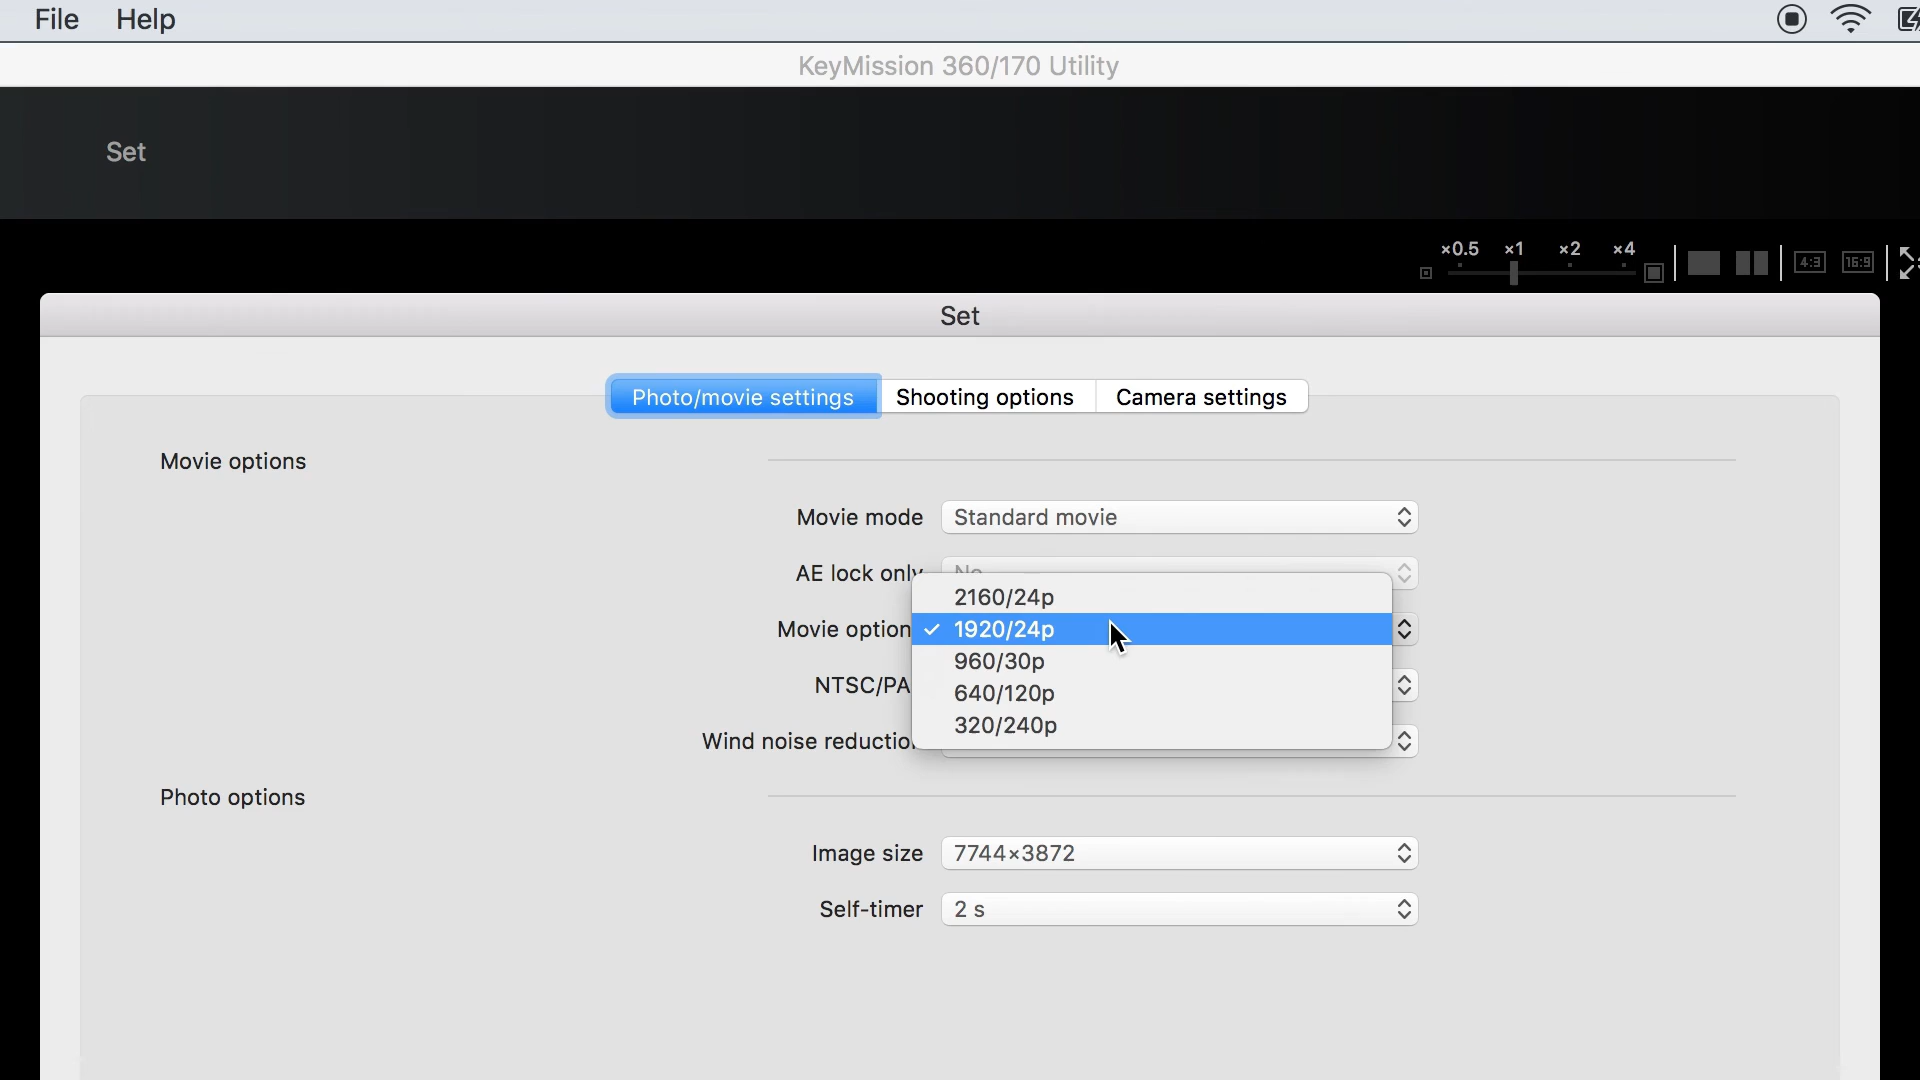 File Help
KeyMission 360/170 Utility
Set
×0.5 ×1 ×2 ×4
4:3 16:9
Set
Photo/movie settings Shooting options Camera settings
Movie options
Movie mode Standard movie
AE lock only No
2160/24p
Movie option ✓ 1920/24p
960/30p
NTSC/PA 640/120p
320/240p
Wind noise reduction
Photo options
Image size 7744×3872
Self-timer 2 s